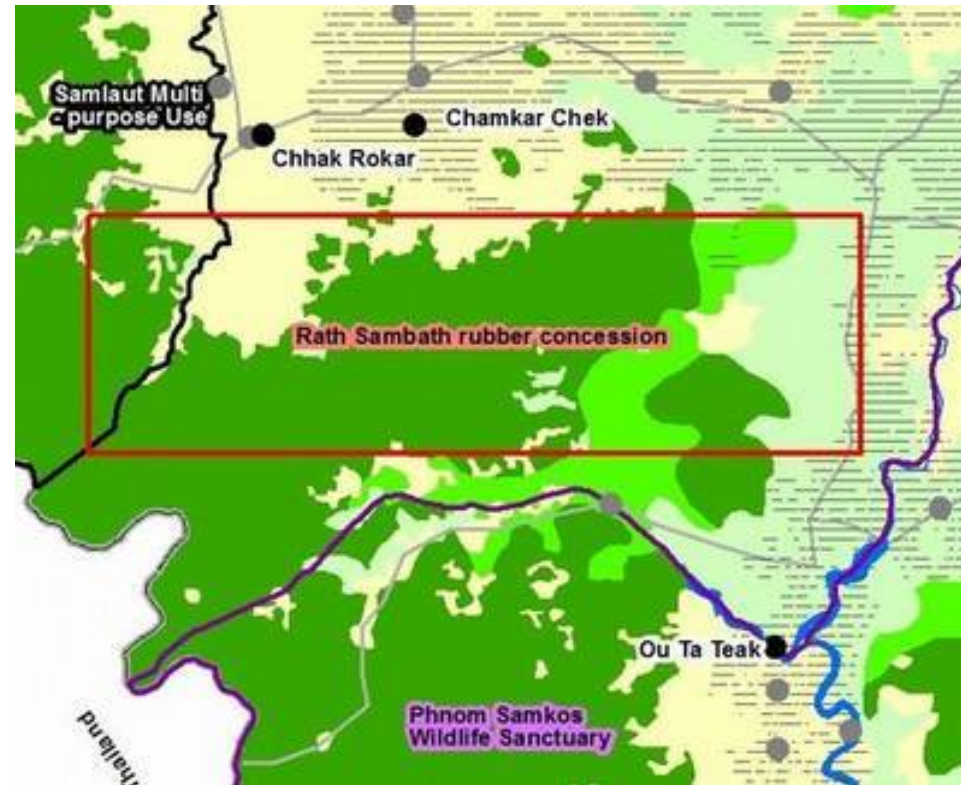 Samlaut Multi
- purpose Use
Chamkar Chek
Chhak Rokar
Rath Sambath rubber concession
Ou Ta Teak
Phnom Samkos
Wildlife Sanctuary
hailand